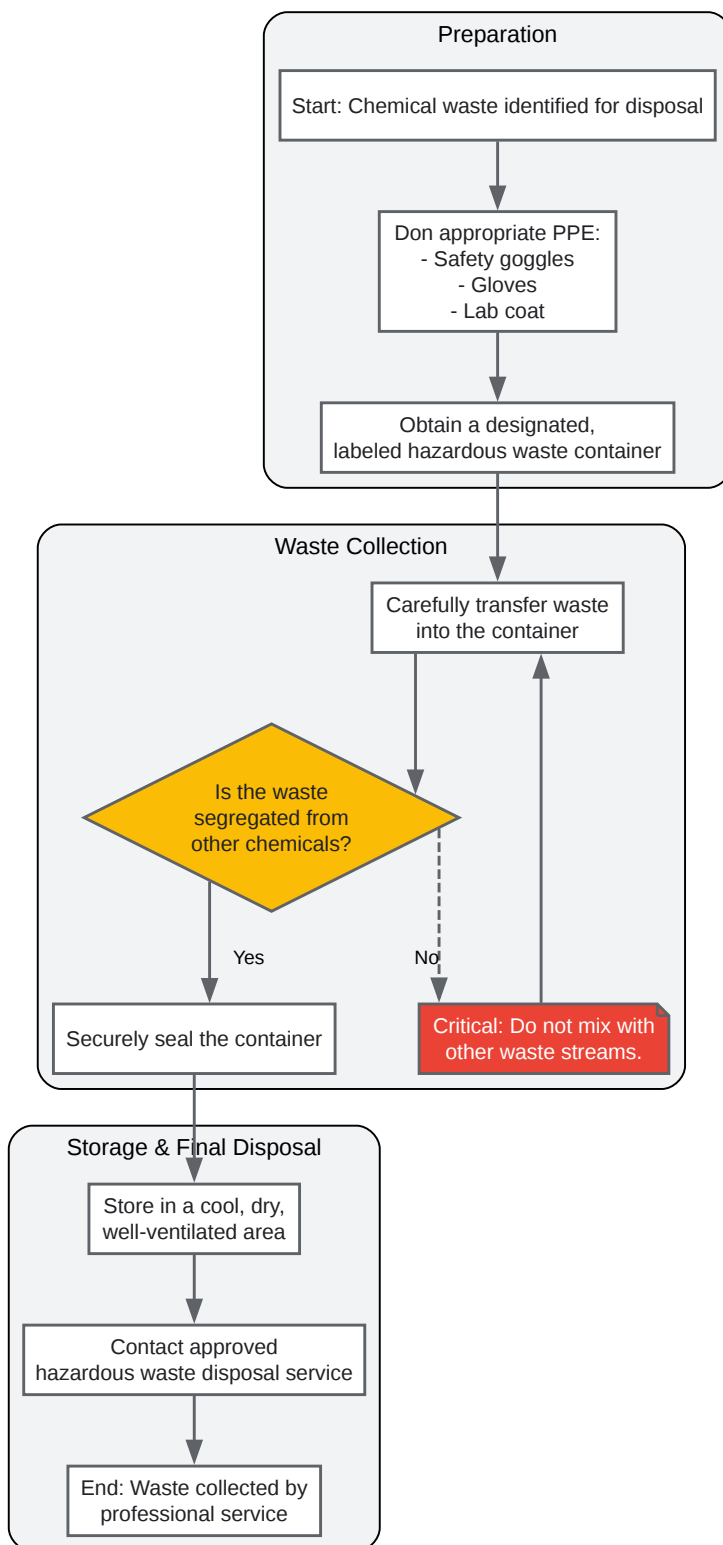 Preparation
Start: Chemical waste identified for disposal
Don appropriate PPE:
- Safety goggles
- Gloves
- Lab coat
Obtain a designated,
labeled hazardous waste container
Waste Collection
Carefully transfer waste
into the container
Is the waste
segregated from
other chemicals?
Yes
No
Securely seal the container
Critical: Do not mix with
other waste streams.
Storage & Final Disposal
Store in a cool, dry,
well-ventilated area
Contact approved
hazardous waste disposal service
End: Waste collected by
professional service